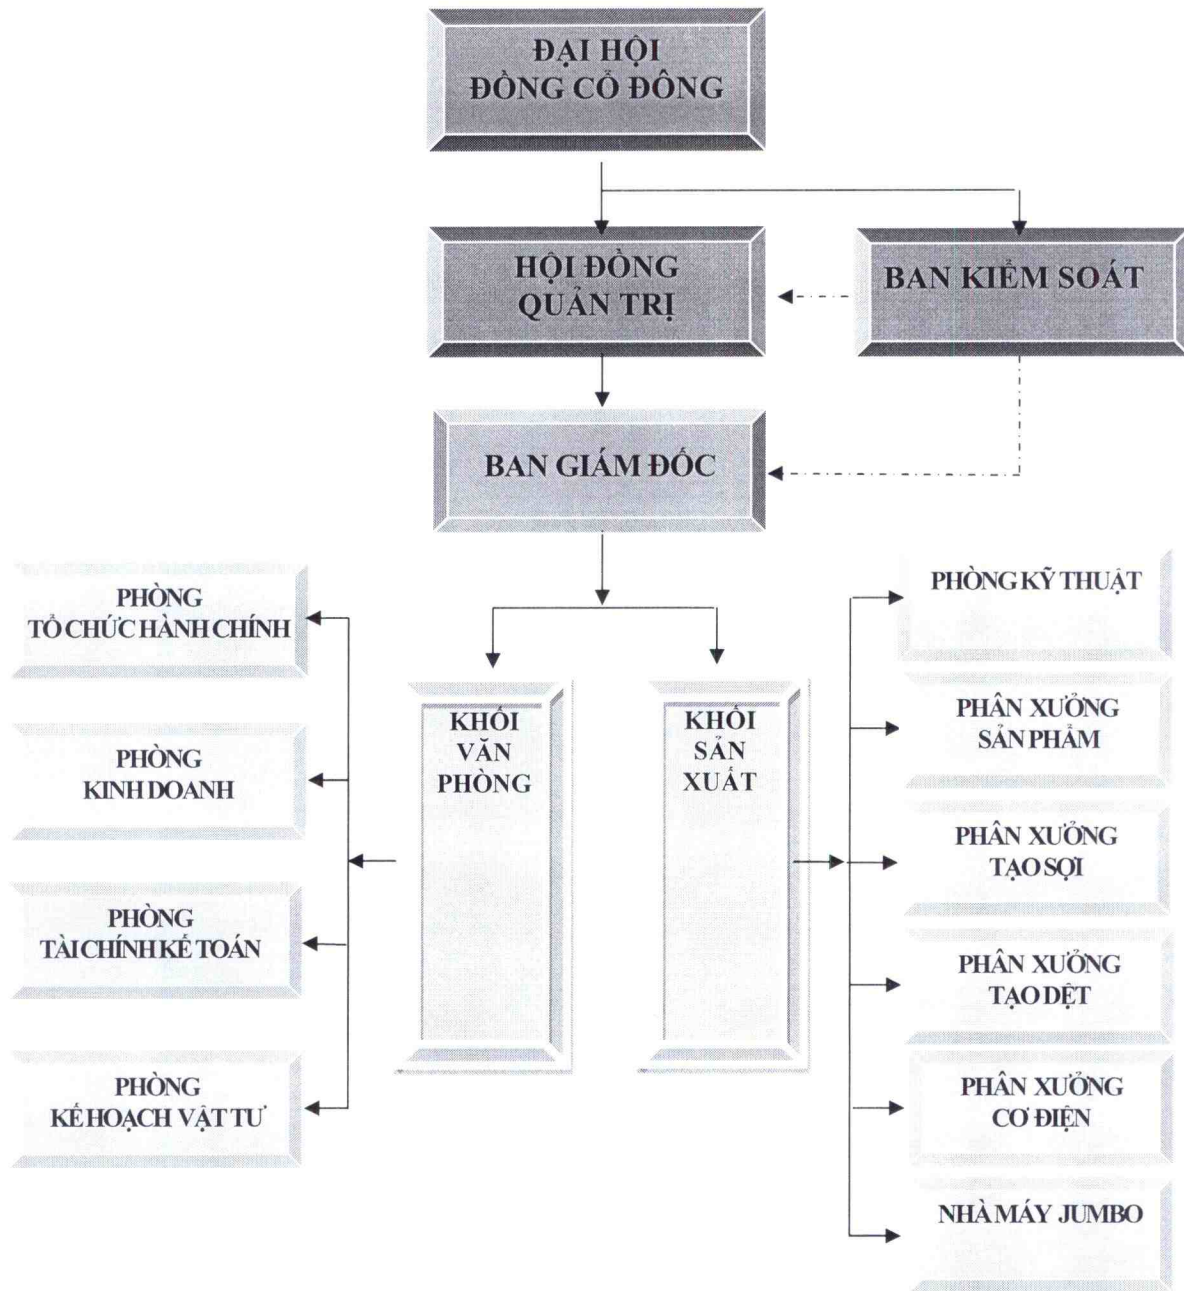 ĐẠI HỘI
ĐỒNG CỔ ĐÔNG
HỘI ĐỒNG
QUẢN TRỊ
BAN KIỂM SOÁT
BAN GIÁM ĐỐC
PHÒNG
TỔ CHỨC HÀNH CHÍNH
PHÒNG
KINH DOANH
PHÒNG
TÀI CHÍNH KẾ TOÁN
PHÒNG
KẾ HOẠCH VẬT TƯ
KHỐI
VĂN
PHÒNG
KHỐI
SẢN
XUẤT
PHÒNG KỸ THUẬT
PHÂN XƯỞNG
SẢN PHẨM
PHÂN XƯỞNG
TẠO SỢI
PHÂN XƯỞNG
TẠO DỆT
PHÂN XƯỞNG
CƠ ĐIỆN
NHÀ MÁY JUMBO